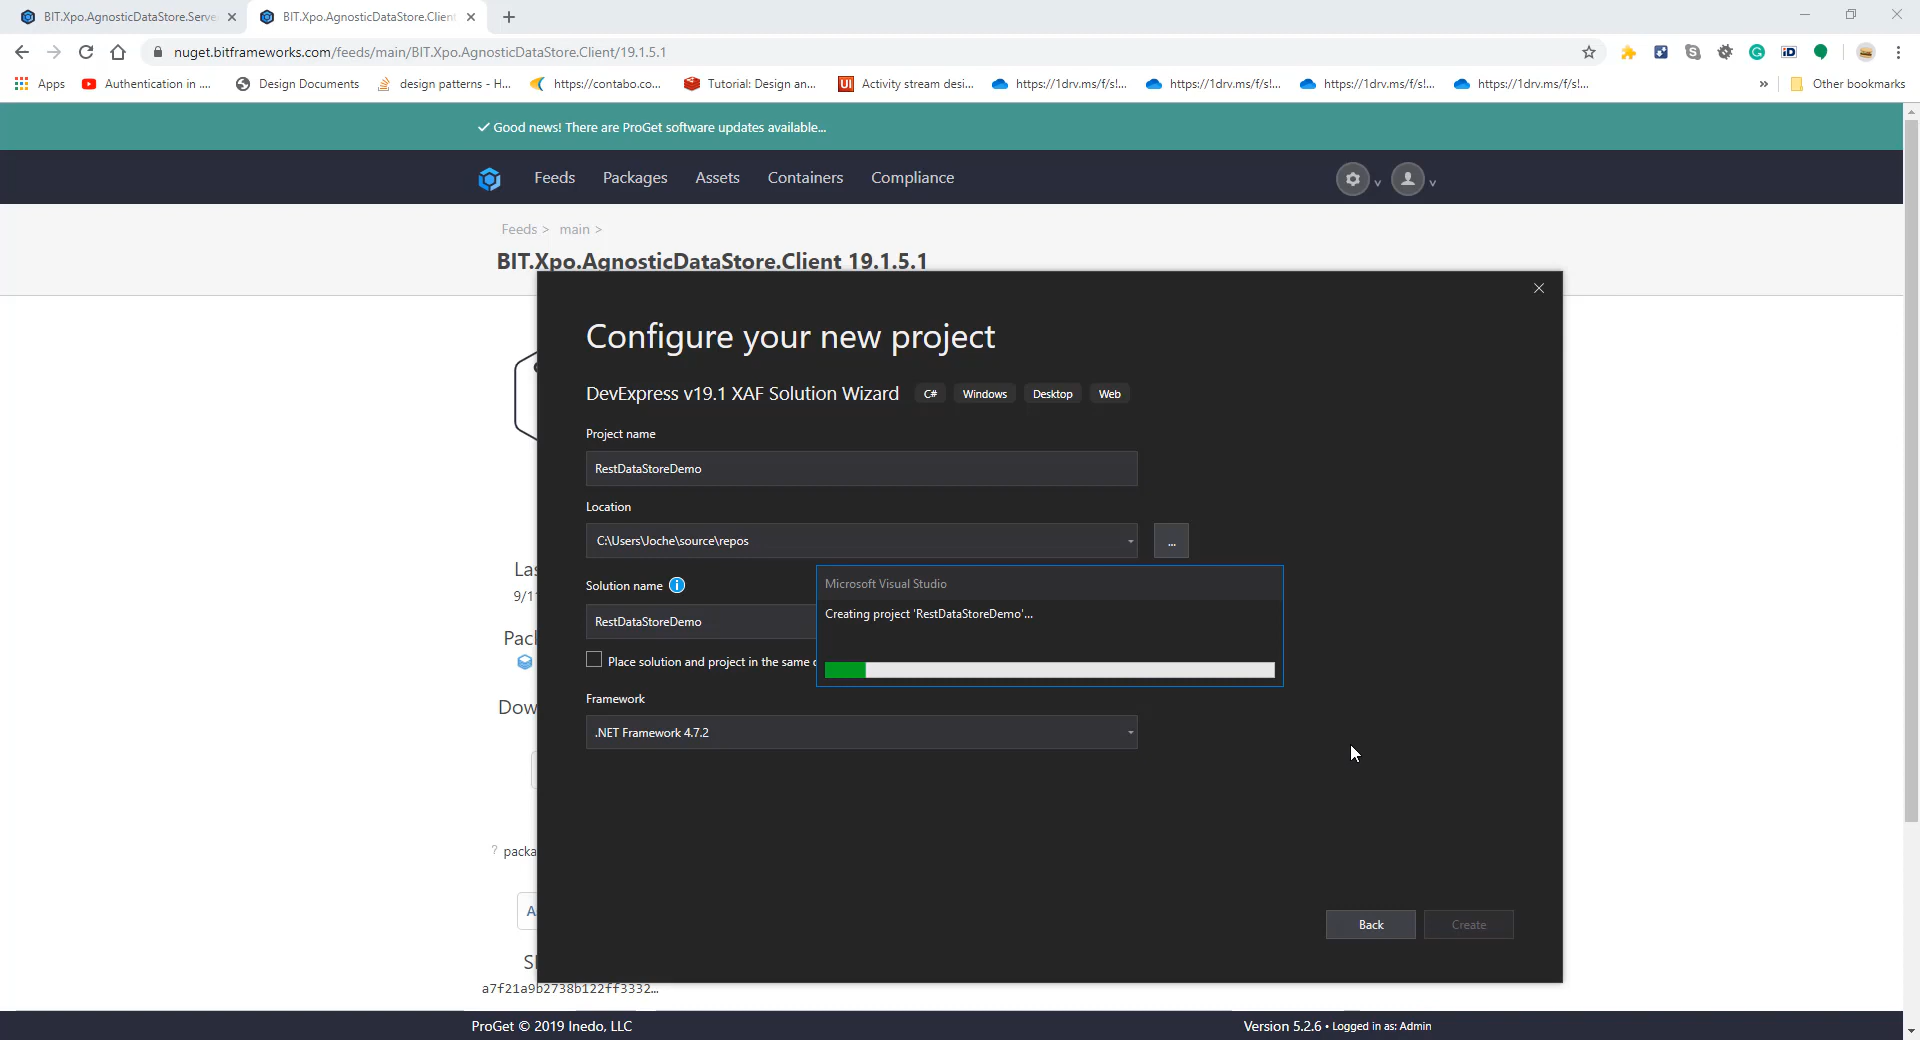 BIT.Xpo.AgnosticDataStore.Serve
BIT.Xpo.AgnosticDataStore.Client
nuget.bitframeworks.com/feeds/main/BIT.Xpo.AgnosticDataStore.Client/19.1.5.1
Apps
Authentication in ....
Design Documents
design patterns - H...
https://contabo.co...
Tutorial: Design an...
UI
Activity stream desi...
https://1drv.ms/f/s!...
https://1drv.ms/f/s!...
https://1drv.ms/f/s!...
https://1drv.ms/f/s!...
»
Other bookmarks
Good news! There are ProGet software updates available...
Feeds
Packages
Assets
Containers
Compliance
Feeds > main >
BIT.Xpo.AgnosticDataStore.Client 19.1.5.1
Configure your new project
DevExpress v19.1 XAF Solution Wizard
C#
Windows
Desktop
Web
Project name
RestDataStoreDemo
Location
C:\Users\Joche\source\repos
...
Solution name
RestDataStoreDemo
Microsoft Visual Studio
Creating project 'RestDataStoreDemo'...
Place solution and project in the same
Framework
.NET Framework 4.7.2
Back
Create
? packa
a7f21a9b2738b122ff3332…
ProGet © 2019 Inedo, LLC
Version 5.2.6 • Logged in as: Admin